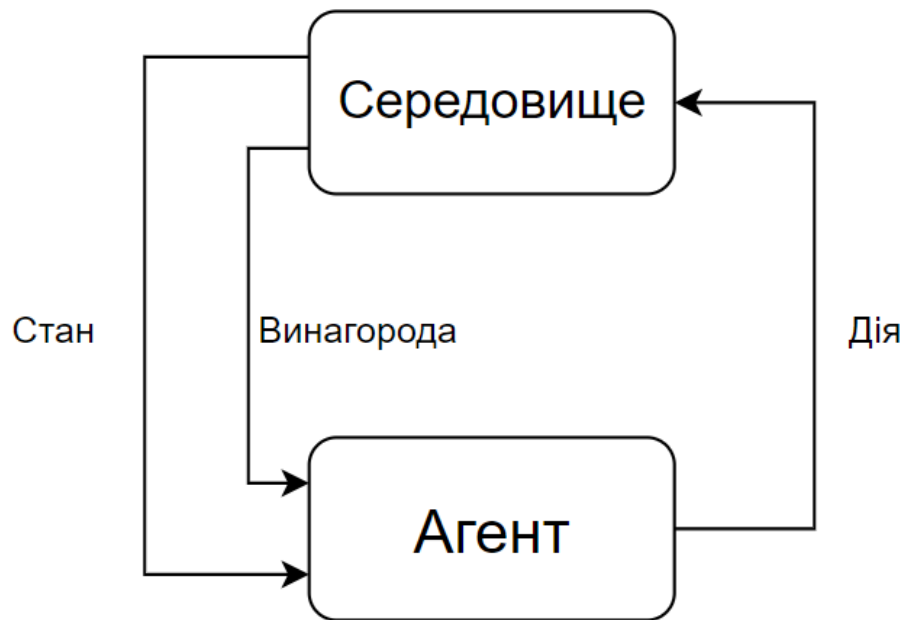 Середовище
Стан
Винагорода
Дія
Агент